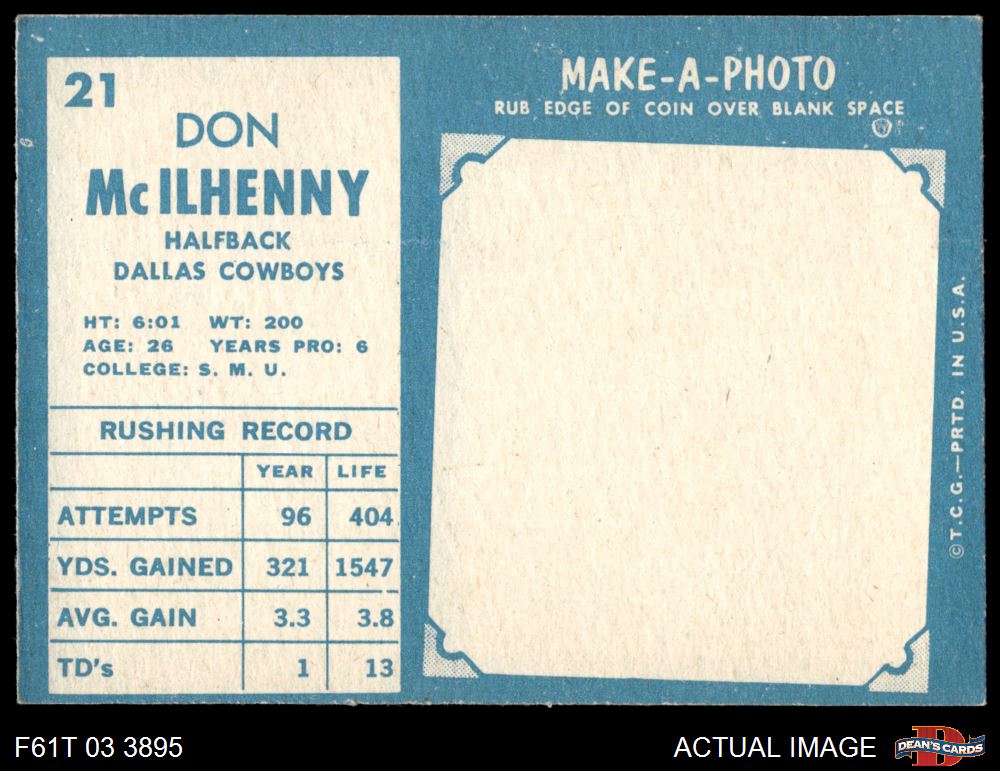 21
DON
McILHENNY
HALFBACK
DALLAS COWBOYS
HT: 6:01 WT: 200
AGE: 26 YEARS PRO: 6
COLLEGE: S. M. U.
RUSHING RECORD
YEAR LIFE
ATTEMPTS 96 404
YDS. GAINED 321 1547
AVG. GAIN 3.3 3.8
TD's 1 13
MAKE-A-PHOTO
RUB EDGE OF COIN OVER BLANK SPACE
©T.C.G.—PRTD. IN U.S.A.
F61T 03 3895
ACTUAL IMAGE
D
DEAN'S CARDS